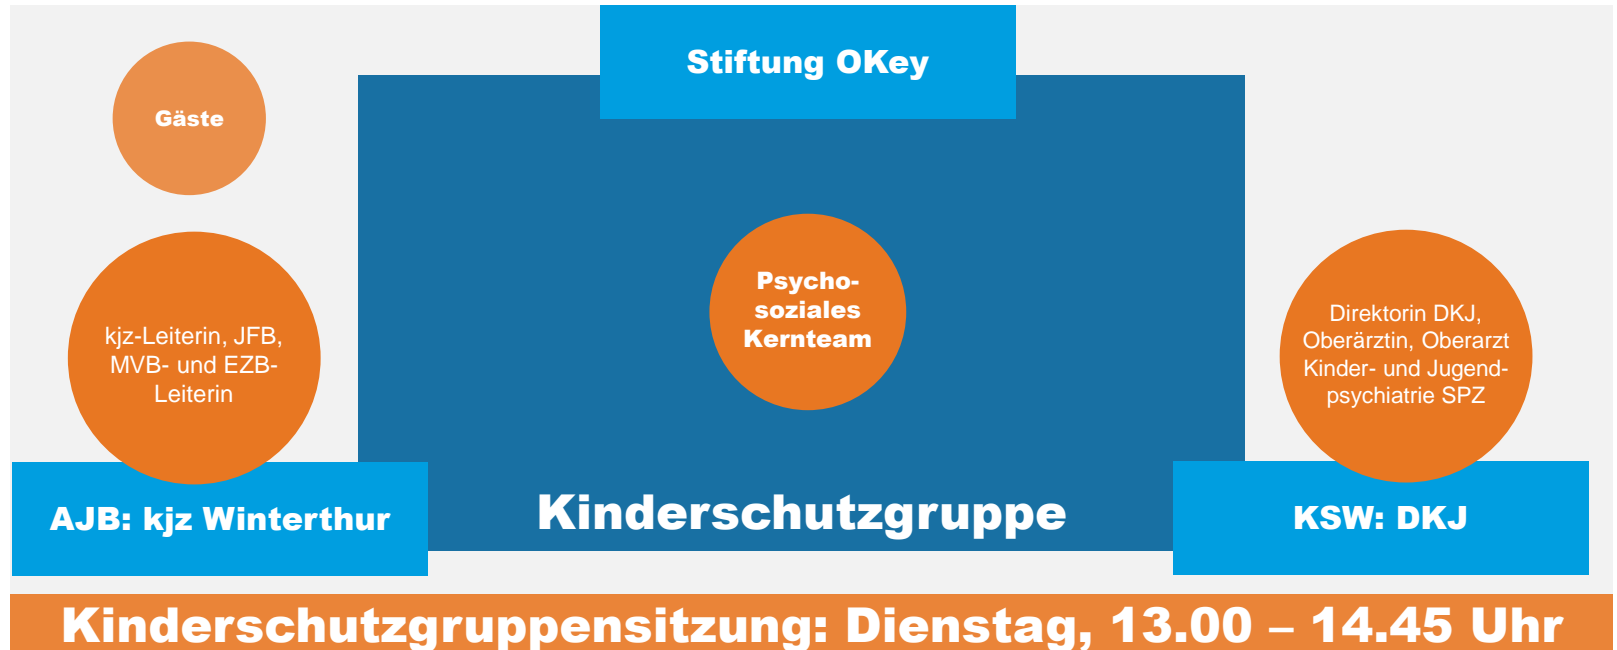 Stiftung OKey
Gäste
Psycho-
soziales
Kernteam
kjz-Leiterin, JFB,
MVB- und EZB-
Leiterin
Direktorin DKJ,
Oberärztin, Oberarzt
Kinder- und Jugend-
psychiatrie SPZ
AJB: kjz Winterthur
Kinderschutzgruppe
KSW: DKJ
Kinderschutzgruppensitzung: Dienstag, 13.00 – 14.45 Uhr